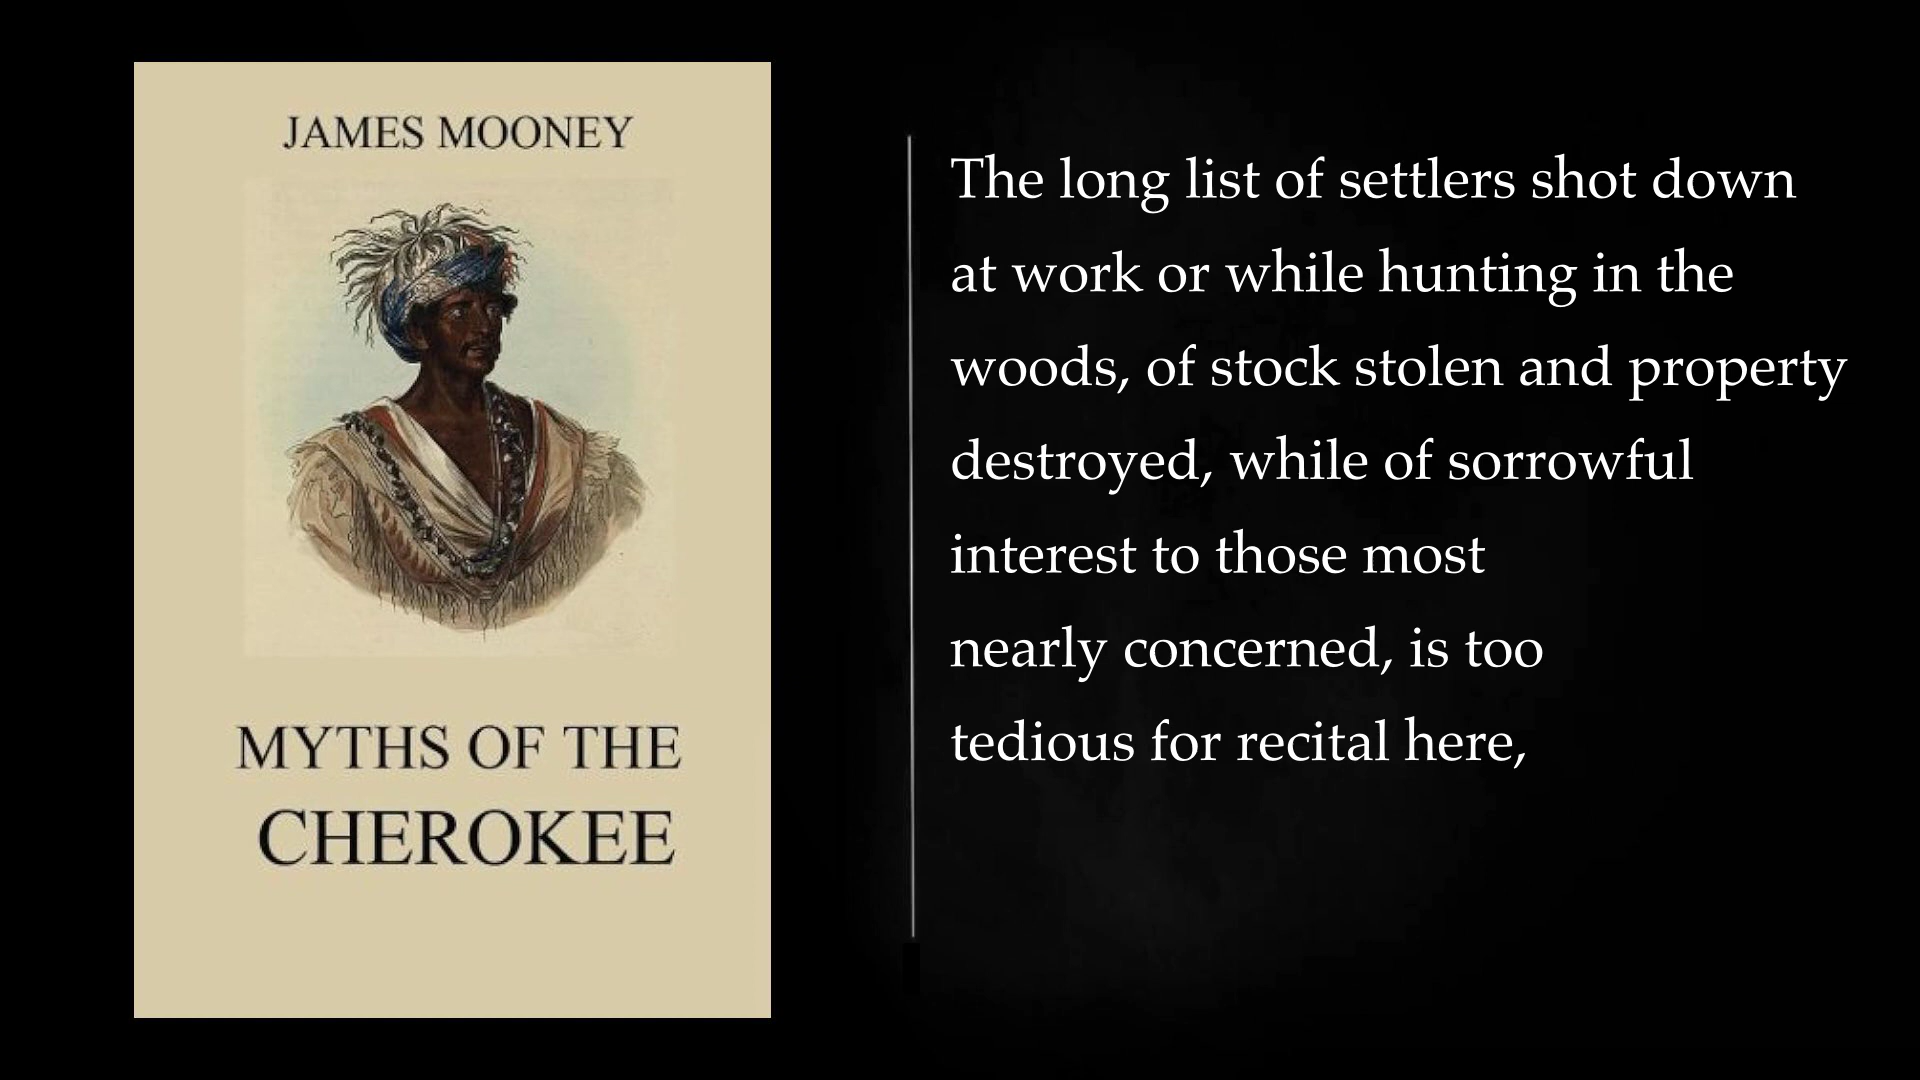 JAMES MOONEY
MYTHS OF THE
CHEROKEE
The long list of settlers shot down
at work or while hunting in the
woods, of stock stolen and property
destroyed, while of sorrowful
interest to those most
nearly concerned, is too
tedious for recital here,